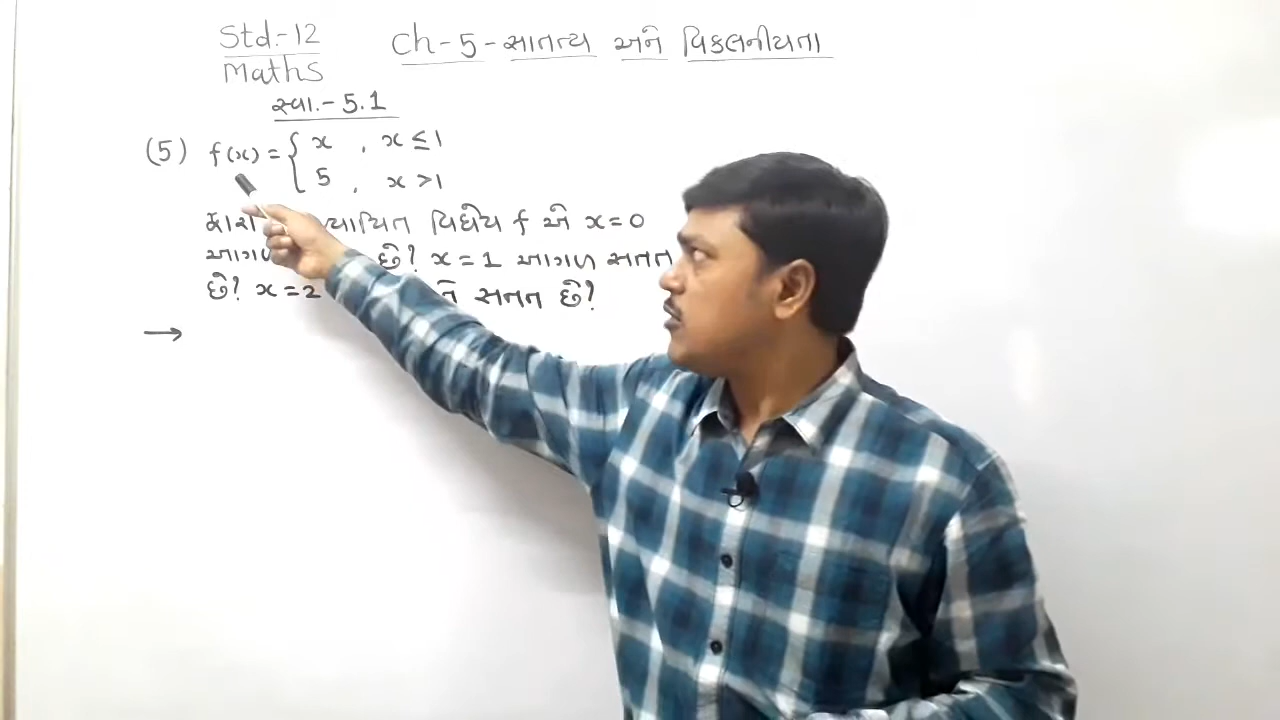 Std.-12
Maths
Ch-5-સાતત્ય અને વિકલનીયતા
સ્વા.-5.1
(5) f(x) = { x , x ≤ 1
5 , x > 1
વિધેય f એ x = 0
છે? x = 1 આગળ સતત
છે? x = 2 સતત છે?
→